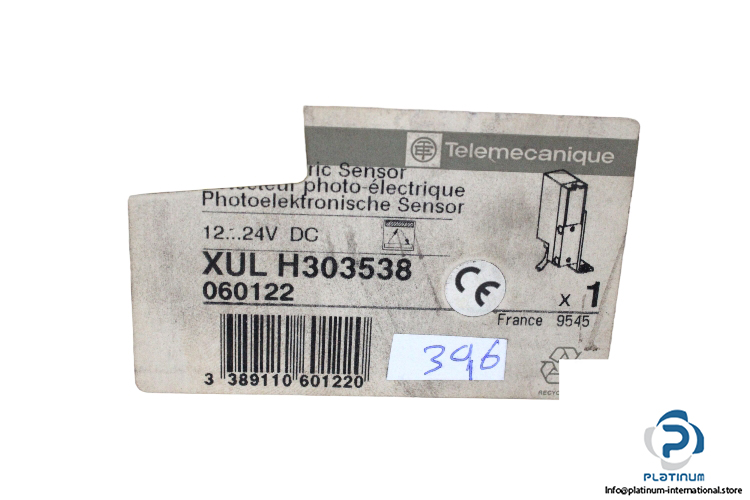 Telemecanique
ric Sensor
photo-électrique
Photoelektronische Sensor
12...24V DC
XUL H303538
060122
CE
x 1
France 9545
39,6
3 389110 601220
PLATINUM
Info@platinum-international.store